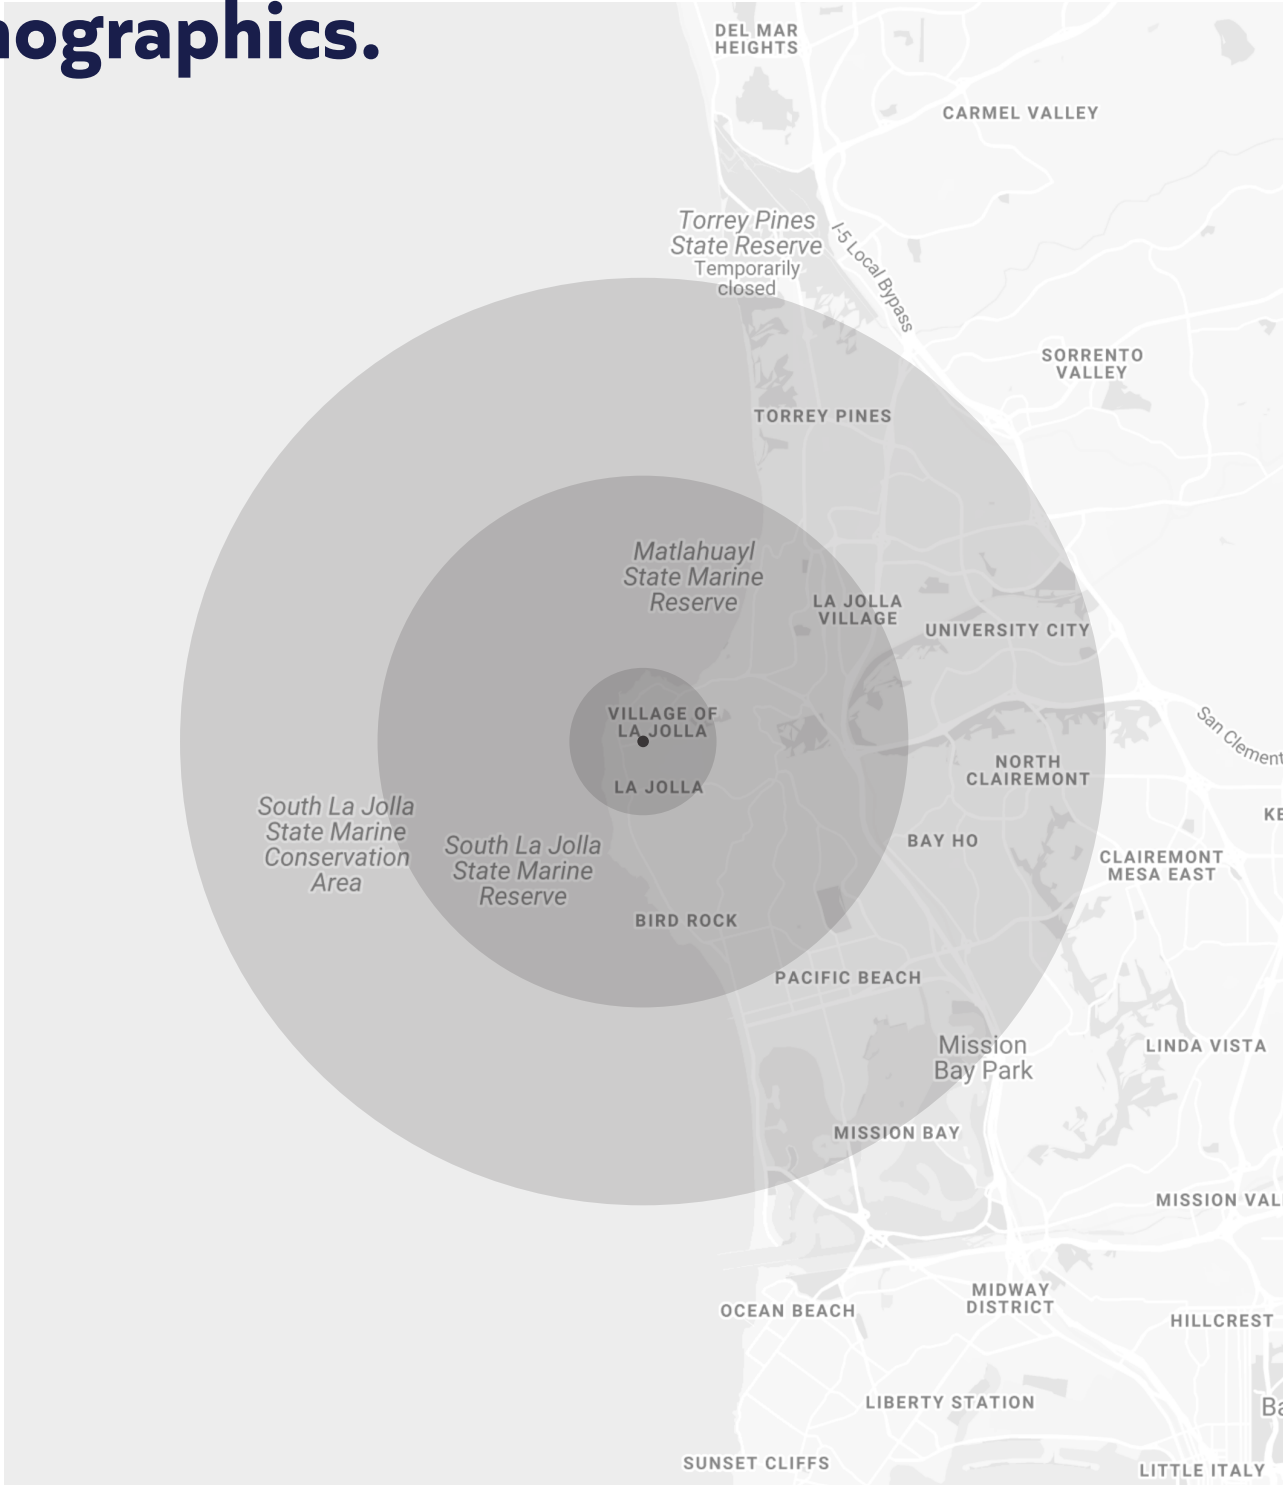 nographics.
DEL MAR
HEIGHTS
CARMEL VALLEY
Torrey Pines
State Reserve
Temporarily
closed
I-5 Local Bypass
SORRENTO
VALLEY
TORREY PINES
Matlahuayl
State Marine
Reserve
LA JOLLA
VILLAGE
UNIVERSITY CITY
VILLAGE OF
LA JOLLA
San Clement
NORTH
CLAIREMONT
LA JOLLA
South La Jolla
State Marine
Conservation
Area
KE
South La Jolla
State Marine
Reserve
BAY HO
CLAIREMONT
MESA EAST
BIRD ROCK
PACIFIC BEACH
Mission
Bay Park
LINDA VISTA
MISSION BAY
MISSION VAL
MIDWAY
DISTRICT
OCEAN BEACH
HILLCREST
LIBERTY STATION
Ba
SUNSET CLIFFS
LITTLE ITALY